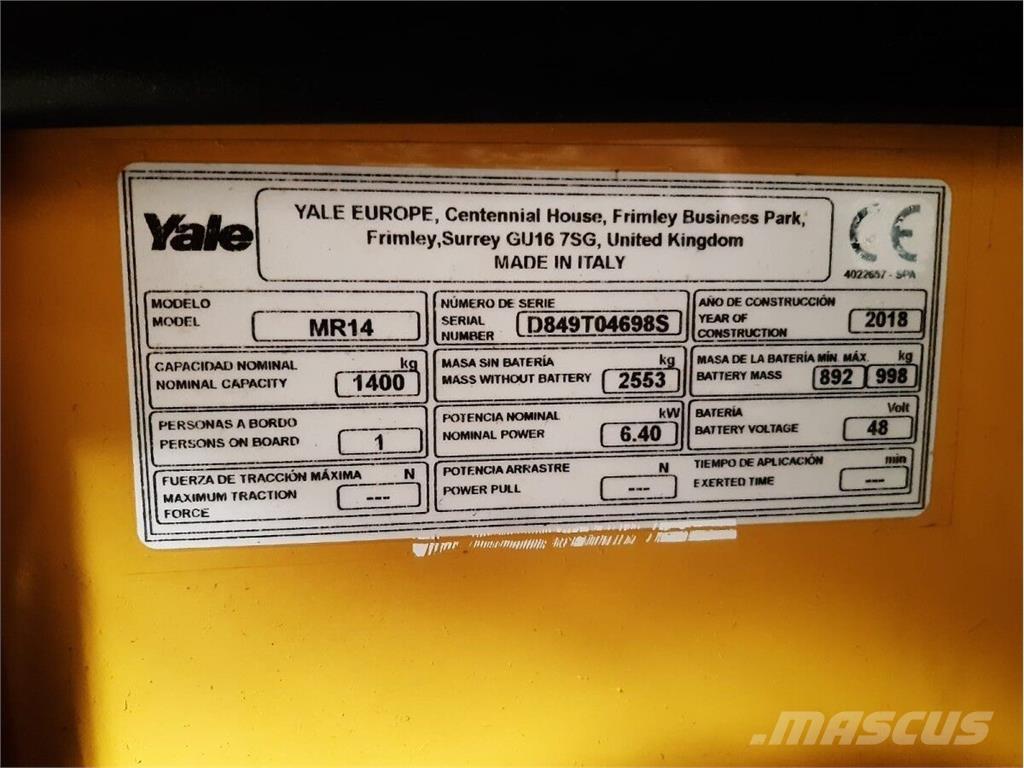 Yale
YALE EUROPE, Centennial House, Frimley Business Park,
Frimley,Surrey GU16 7SG, United Kingdom
MADE IN ITALY
CE
4022657 - SPA
MODELO
MODEL
MR14
NÚMERO DE SERIE
SERIAL
NUMBER
D849T04698S
AÑO DE CONSTRUCCIÓN
YEAR OF
CONSTRUCCTION
2018
CAPACIDAD NOMINAL kg
NOMINAL CAPACITY 1400
MASA SIN BATERÍA kg
MASS WITHOUT BATTERY 2553
MASA DE LA BATERÍA MÍN. MÁX. kg
BATTERY MASS 892 998
PERSONAS A BORDO
PERSONS ON BOARD 1
POTENCIA NOMINAL kW
NOMINAL POWER 6.40
BATERÍA Volt
BATTERY VOLTAGE 48
FUERZA DE TRACCIÓN MÁXIMA N
MAXIMUM TRACTION ---
FORCE
POTENCIA ARRASTRE N
POWER PULL ---
TIEMPO DE APLICACIÓN min
EXERTED TIME ---
MASCUS